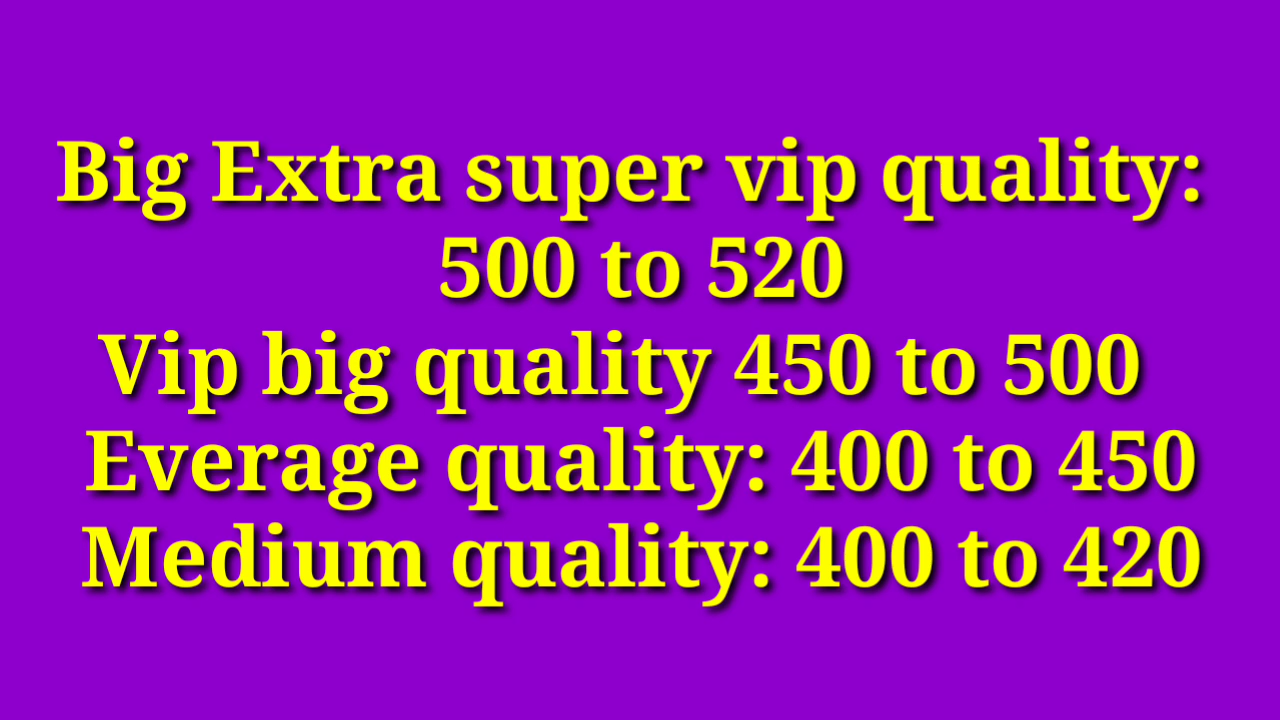 Big Extra super vip quality:
500 to 520
Vip big quality 450 to 500
Everage quality: 400 to 450
Medium quality: 400 to 420